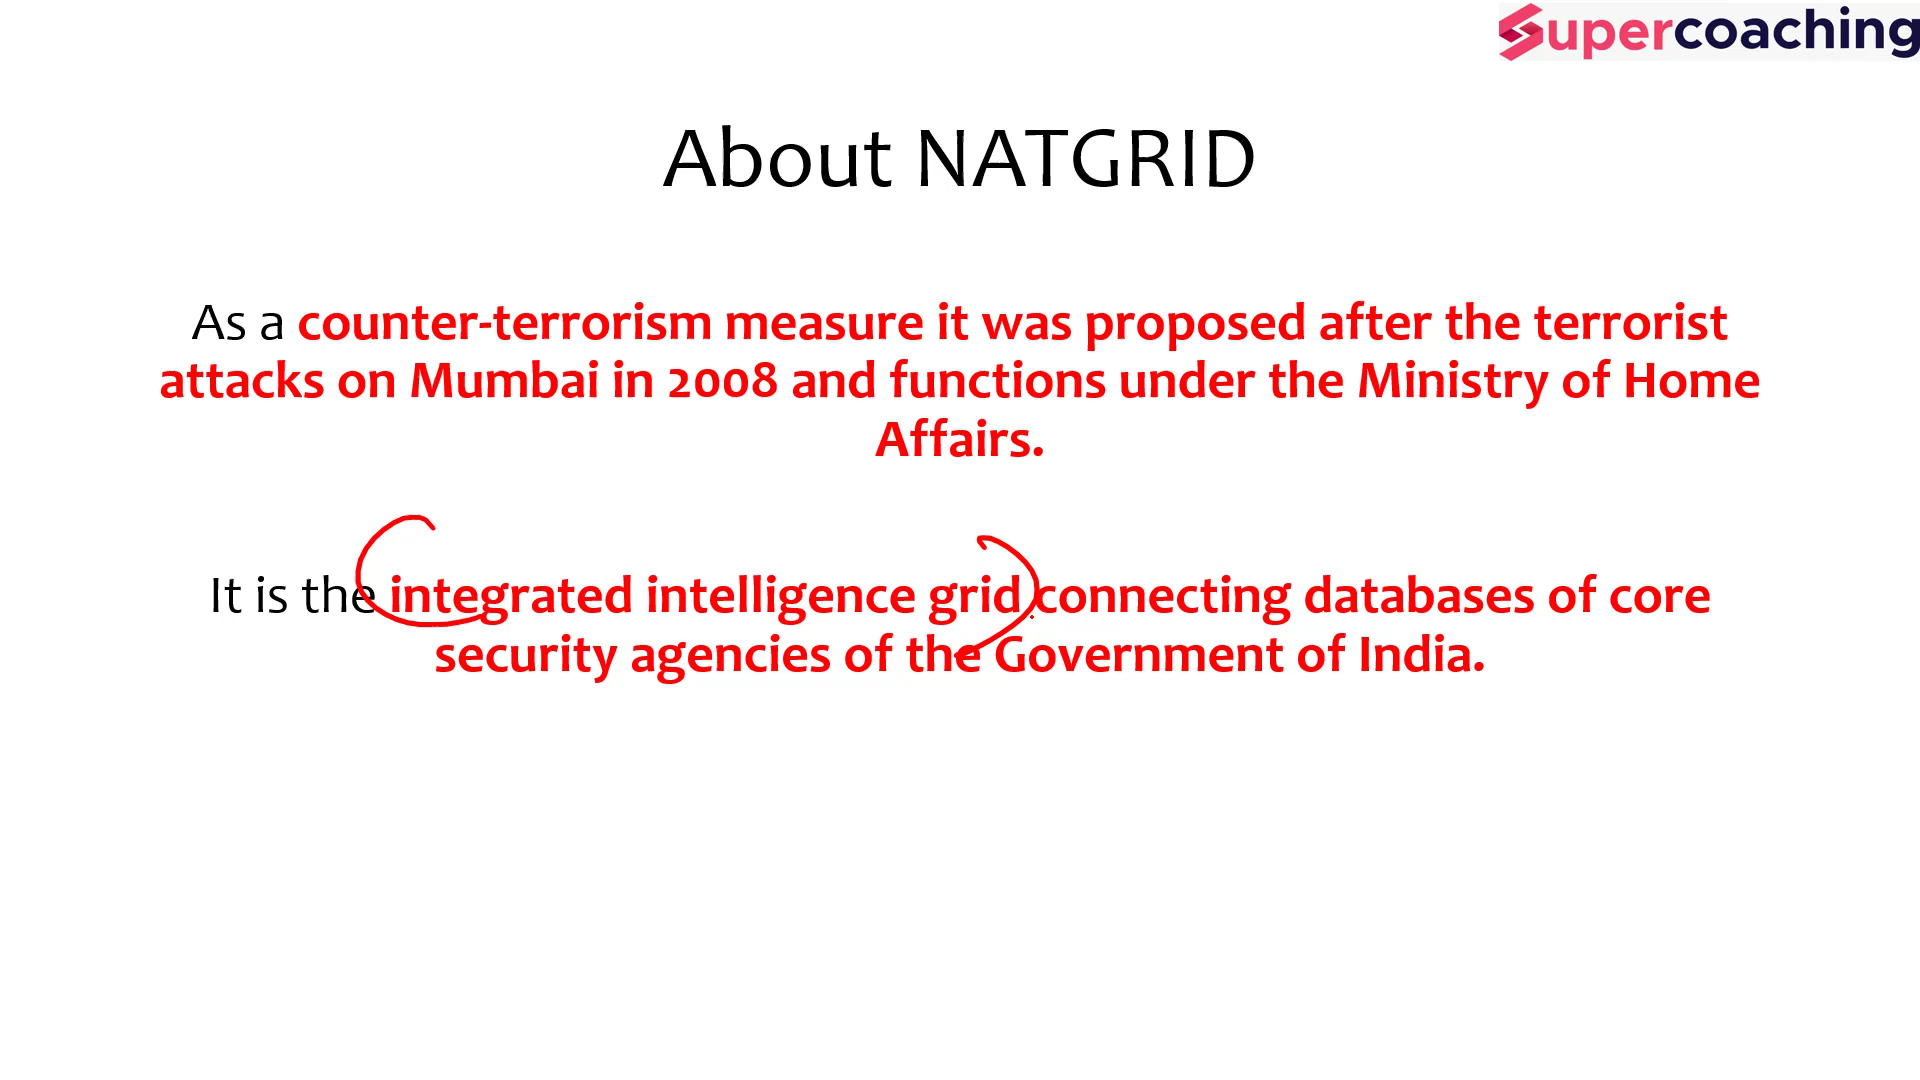 Supercoaching
About NATGRID
As a counter-terrorism measure it was proposed after the terrorist
attacks on Mumbai in 2008 and functions under the Ministry of Home
Affairs.
It is the integrated intelligence grid connecting databases of core
security agencies of the Government of India.